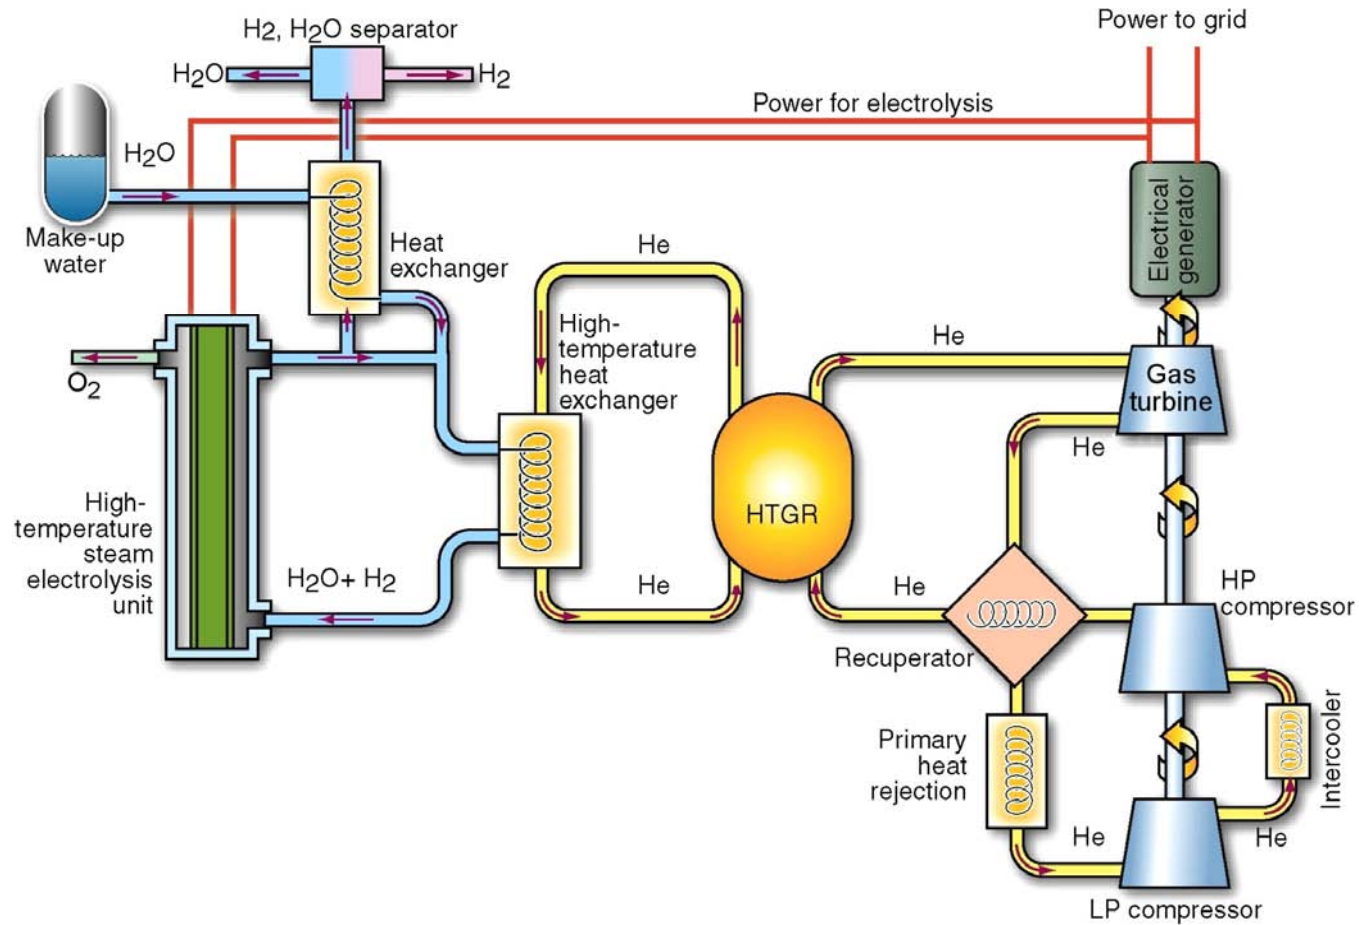 Power to grid
H2, H2O separator
H2O
H2
Power for electrolysis
H2O
Make-up
water
Heat
exchanger
He
Electrical
generator
High-
temperature
heat
exchanger
He
Gas
turbine
O2
He
High-
temperature
steam
electrolysis
unit
HTGR
H2O+ H2
He
He
HP
compressor
Recuperator
Primary
heat
rejection
Intercooler
He
He
LP compressor